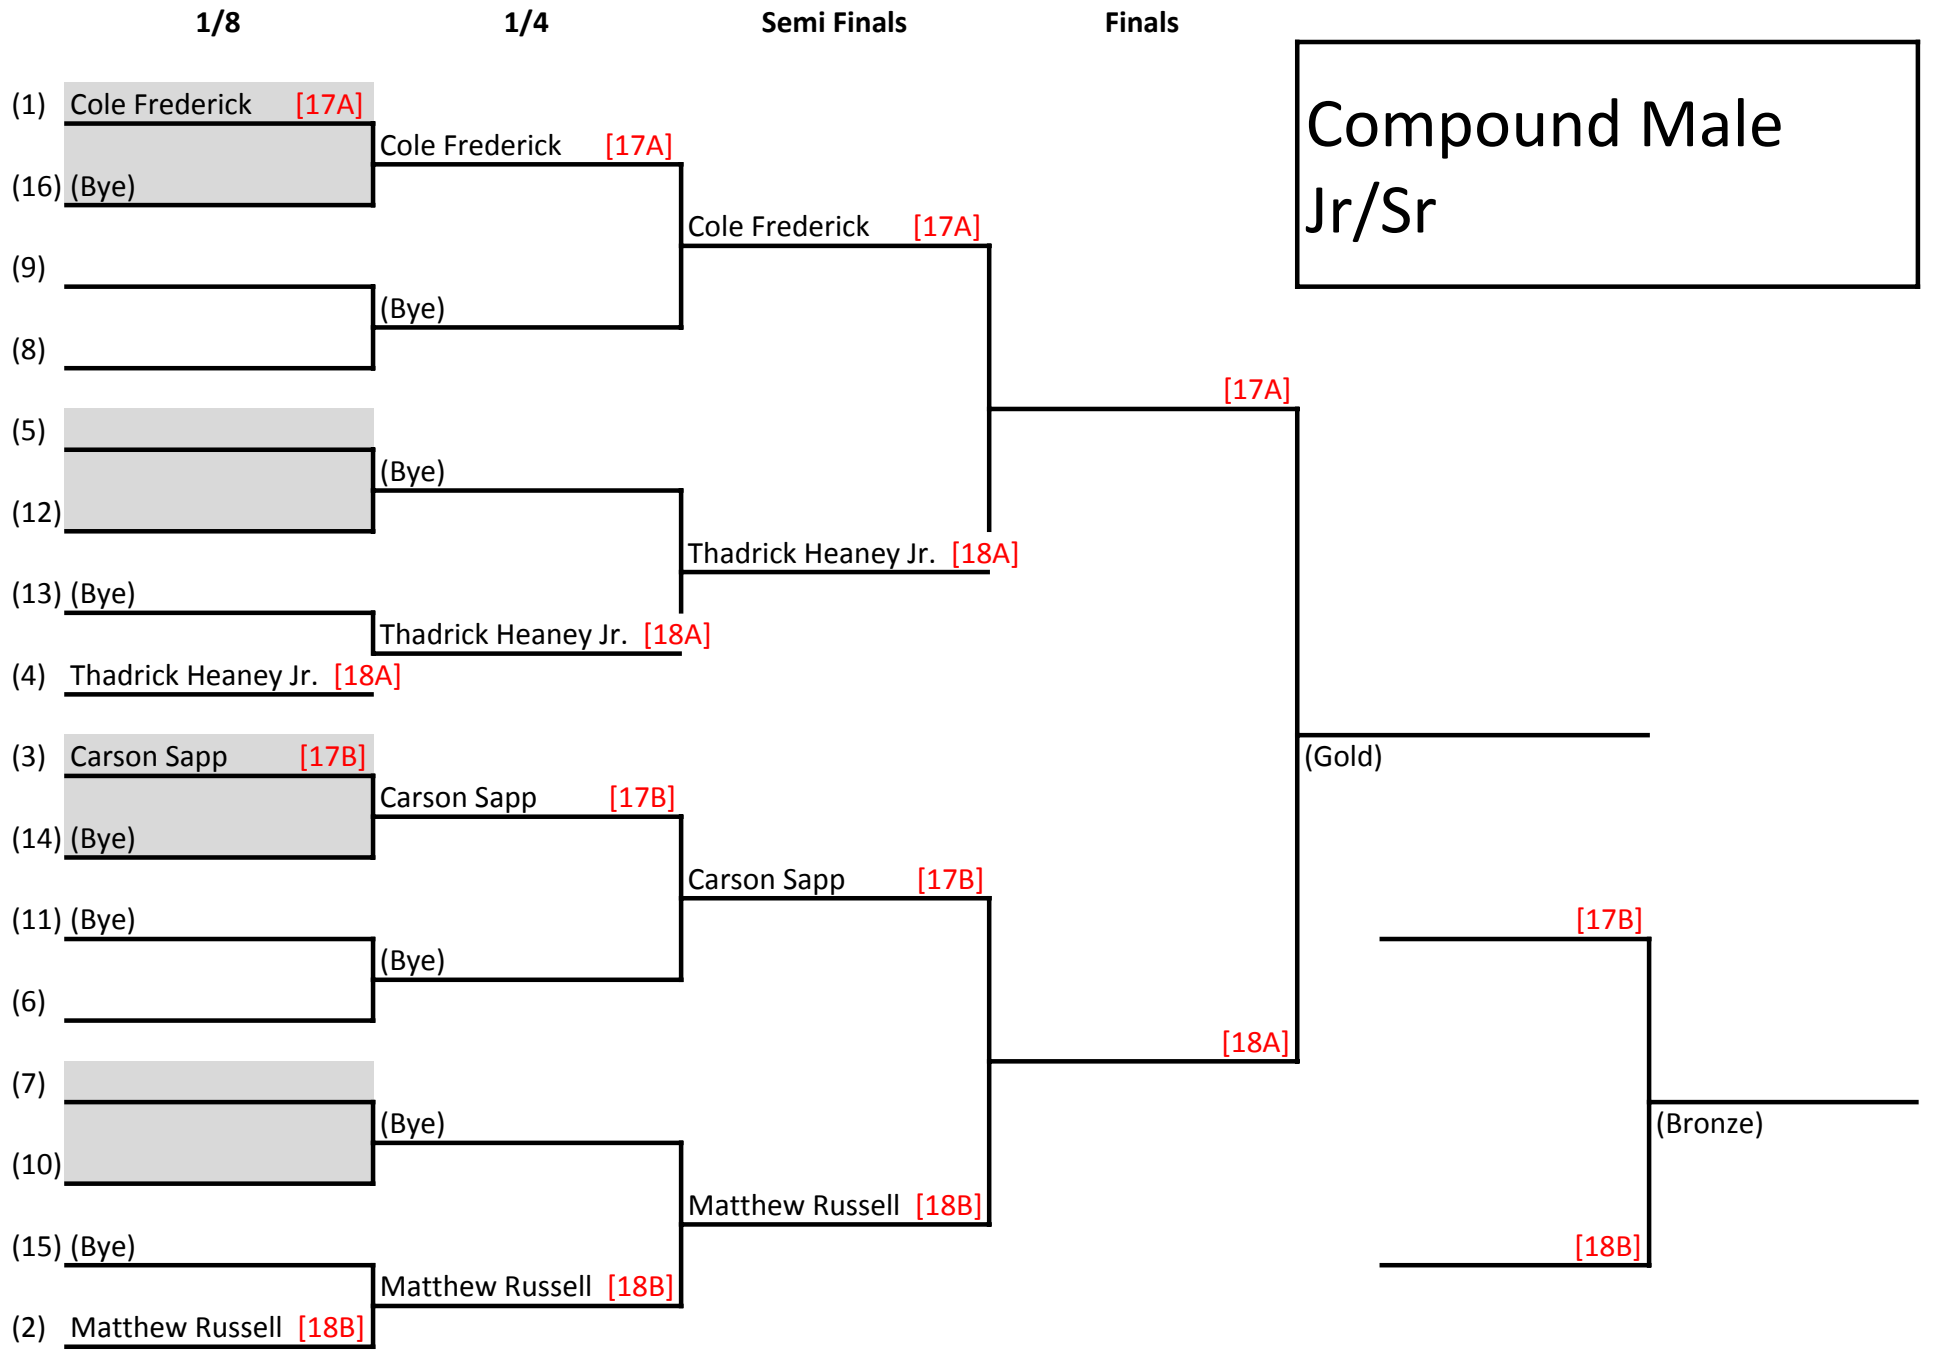 1/8 1/4 Semi Finals Finals
Compound Male
Jr/Sr
(1) Cole Frederick [17A]
Cole Frederick [17A]
(16) (Bye)
Cole Frederick [17A]
(9)
(Bye)
(8)
[17A]
(5)
(Bye)
(12)
Thadrick Heaney Jr. [18A]
(13) (Bye)
Thadrick Heaney Jr. [18A]
(4) Thadrick Heaney Jr. [18A]
(3) Carson Sapp [17B]
(Gold)
Carson Sapp [17B]
(14) (Bye)
Carson Sapp [17B]
(11) (Bye)
[17B]
(Bye)
(6)
[18A]
(7)
(Bye)
(Bronze)
(10)
Matthew Russell [18B]
(15) (Bye)
[18B]
Matthew Russell [18B]
(2) Matthew Russell [18B]